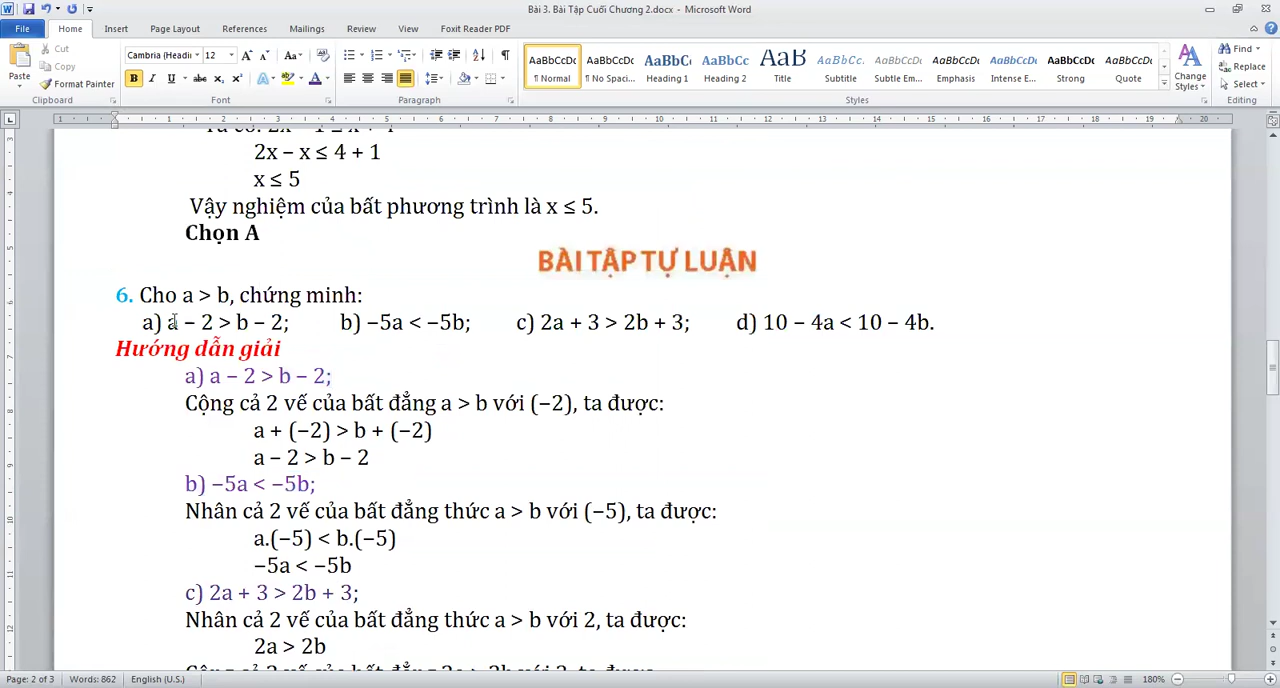 Bài 3. Bài Tập Cuối Chương 2.docx - Microsoft Word
File Home Insert Page Layout References Mailings Review View Foxit Reader PDF
Cut Cambria (Headi 12 Find
Copy Replace
Paste Format Painter Change Styles Select
AaBbCcDc AaBbCcDc AaBbCc AaBbCc AaB AaBbCc. AaBbCcDc AaBbCcDc AaBbCcDc AaBbCcDc AaBbCcDc
¶ Normal ¶ No Spaci... Heading 1 Heading 2 Title Subtitle Subtle Em... Emphasis Intense E... Strong Quote
Clipboard Font Paragraph Styles Editing
2x – x ≤ 4 + 1
x ≤ 5
Vậy nghiệm của bất phương trình là x ≤ 5.
Chọn A
BÀI TẬP TỰ LUẬN
6. Cho a > b, chứng minh:
a) a – 2 > b – 2; b) –5a < –5b; c) 2a + 3 > 2b + 3; d) 10 – 4a < 10 – 4b.
Hướng dẫn giải
a) a – 2 > b – 2;
Cộng cả 2 vế của bất đẳng a > b với (–2), ta được:
a + (–2) > b + (–2)
a – 2 > b – 2
b) –5a < –5b;
Nhân cả 2 vế của bất đẳng thức a > b với (–5), ta được:
a.(–5) < b.(–5)
–5a < –5b
c) 2a + 3 > 2b + 3;
Nhân cả 2 vế của bất đẳng thức a > b với 2, ta được:
2a > 2b
Page: 2 of 3 Words: 862 English (U.S.) 180%